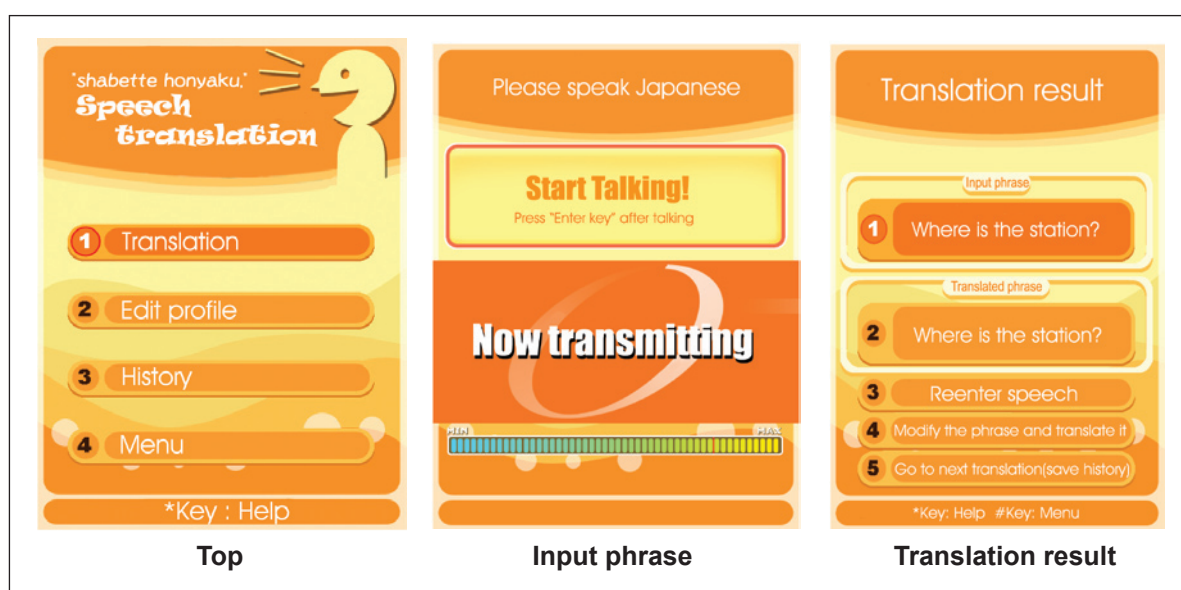 "shabette honyaku."
Speech
translation
1 Translation
2 Edit profile
3 History
4 Menu
*Key : Help
Top
Please speak Japanese
Start Talking!
Press "Enter key" after talking
Now transmitting
MIN MAX
Input phrase
Translation result
Input phrase
1 Where is the station?
Translated phrase
2 Where is the station?
3 Reenter speech
4 Modify the phrase and translate it
5 Go to next translation(save history)
*Key: Help #Key: Menu
Translation result